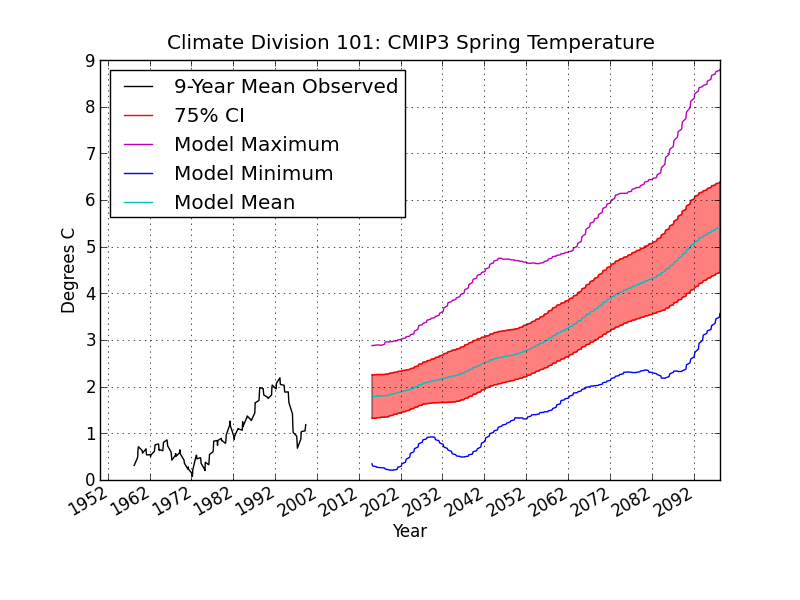 Climate Division 101: CMIP3 Spring Temperature
9-Year Mean Observed
75% CI
Model Maximum
Model Minimum
Model Mean
Degrees C
9
8
7
6
5
4
3
2
1
0
1952 1962 1972 1982 1992 2002 2012 2022 2032 2042 2052 2062 2072 2082 2092
Year